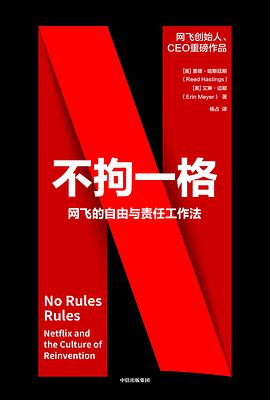 网飞创始人、
CEO重磅作品
[美] 里德·哈斯廷斯
(Reed Hastings)
[美] 艾琳·迈耶
(Erin Meyer) 著
杨占 译
不拘一格
网飞的自由与责任工作法
No Rules
Rules
Netflix and
the Culture of
Reinvention
中信出版集团